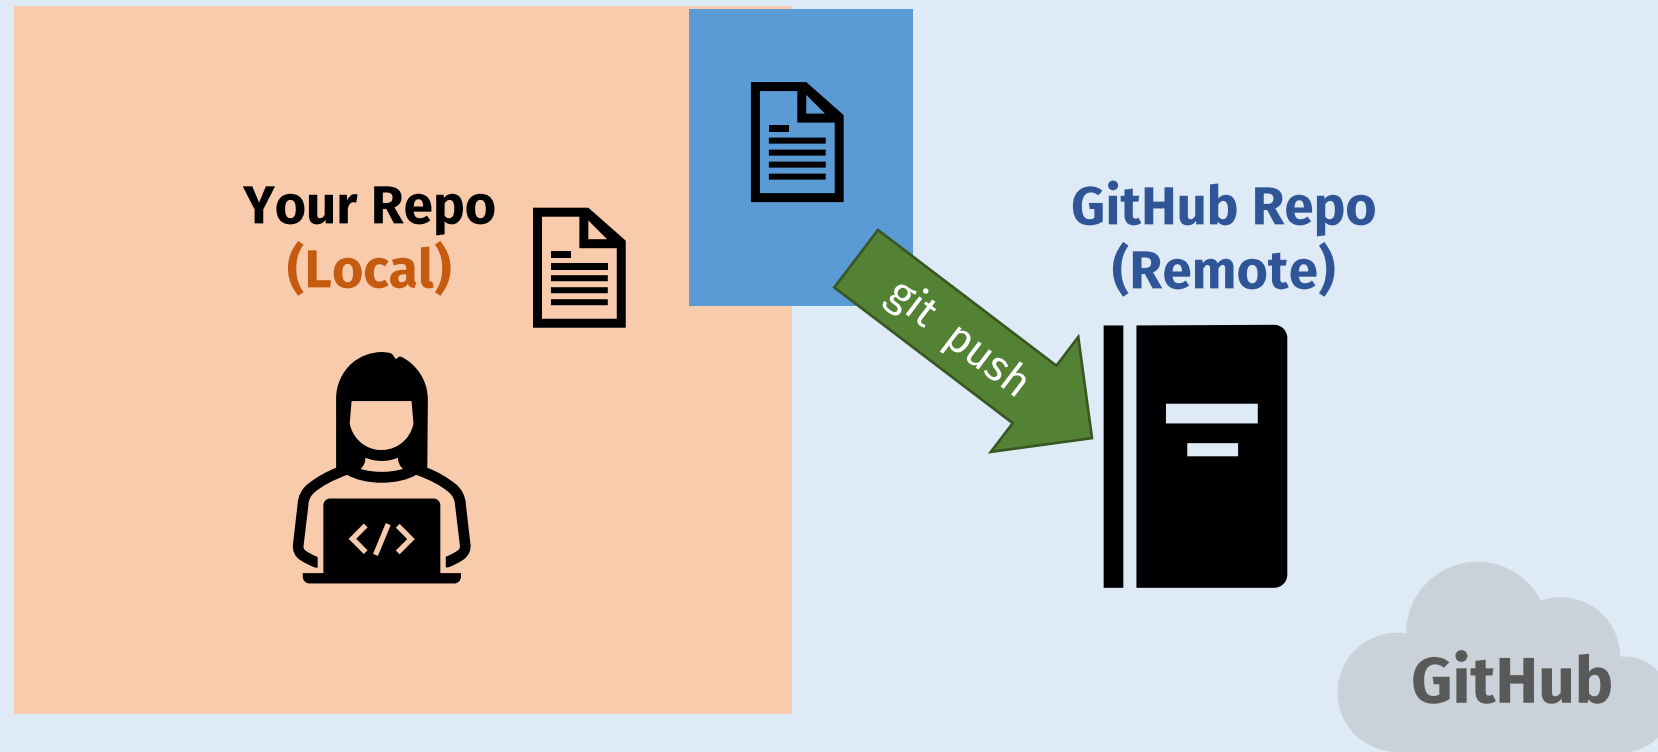 Your Repo
(Local)
git push
GitHub Repo
(Remote)
</>
GitHub